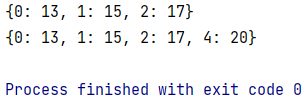 {0: 13, 1: 15, 2: 17}
{0: 13, 1: 15, 2: 17, 4: 20}
Process finished with exit code 0